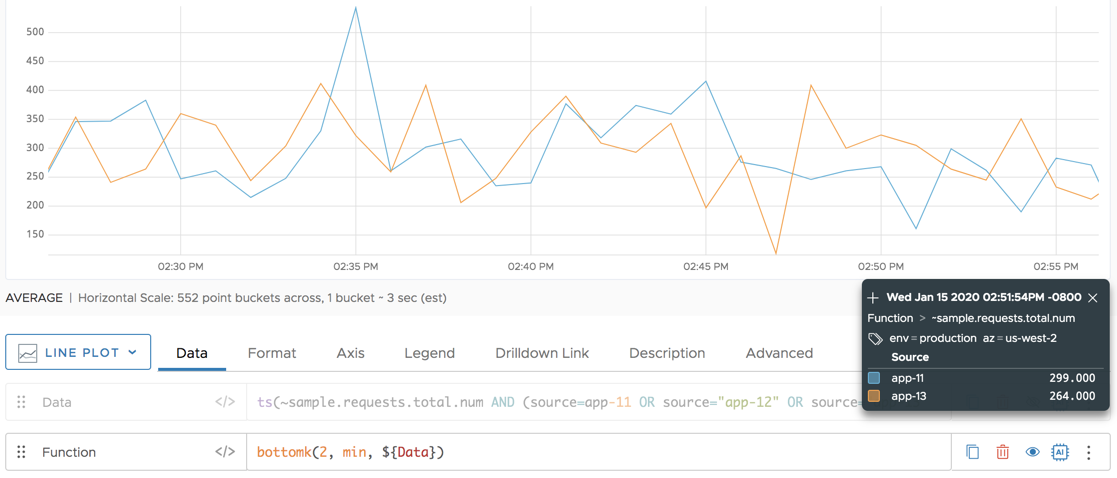 500
450
400
350
300
250
200
150
02:30 PM 02:35 PM 02:40 PM 02:45 PM 02:50 PM 02:55 PM
AVERAGE | Horizontal Scale: 552 point buckets across, 1 bucket ~ 3 sec (est)
Wed Jan 15 2020 02:51:54PM -0800
Function > ~sample.requests.total.num
env = production az = us-west-2
Source
app-11 299.000
app-13 264.000
LINE PLOT Data Format Axis Legend Drilldown Link Description Advanced
Data </> ts(~sample.requests.total.num AND (source=app-11 OR source="app-12" OR source=
Function </> bottomk(2, min, ${Data}) AI